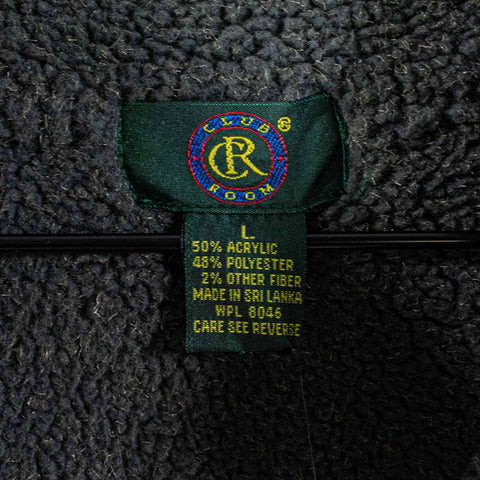 CLUB®
CR
ROOM
L
50% ACRYLIC
48% POLYESTER
2% OTHER FIBER
MADE IN SRI LANKA
WPL 8046
CARE SEE REVERSE